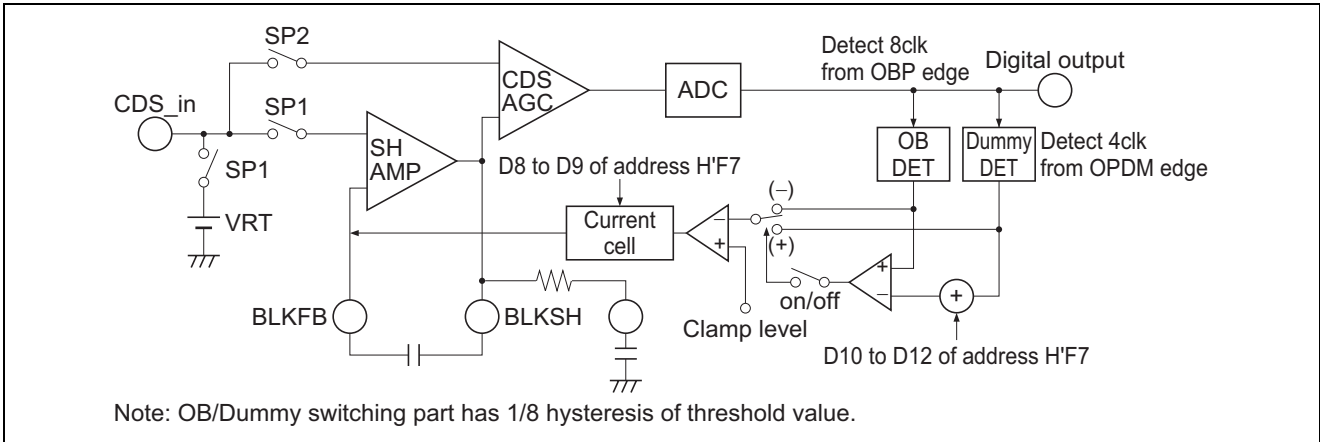 SP2
Detect 8clk
from OBP edge
Digital output
CDS_in
SP1
CDS
AGC
ADC
SH
AMP
SP1
D8 to D9 of address H'F7
OB
DET
Dummy
DET
Detect 4clk
from OPDM edge
VRT
Current
cell
(−)
−
+
(+)
+
−
+
on/off
BLKFB
BLKSH
Clamp level
D10 to D12 of address H'F7
Note: OB/Dummy switching part has 1/8 hysteresis of threshold value.